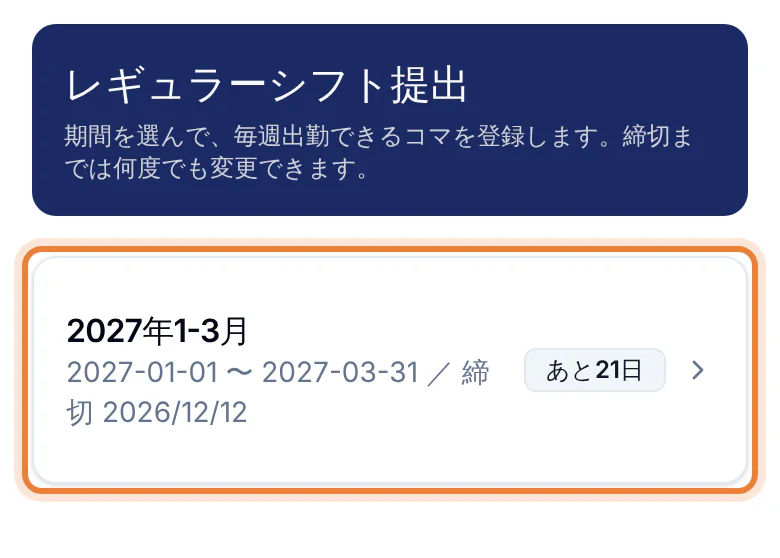 レギュラーシフト提出
期間を選んで、毎週出勤できるコマを登録します。締切ま
では何度でも変更できます。
2027年1-3月
2027-01-01 〜 2027-03-31 ／ 締
切 2026/12/12
あと21日